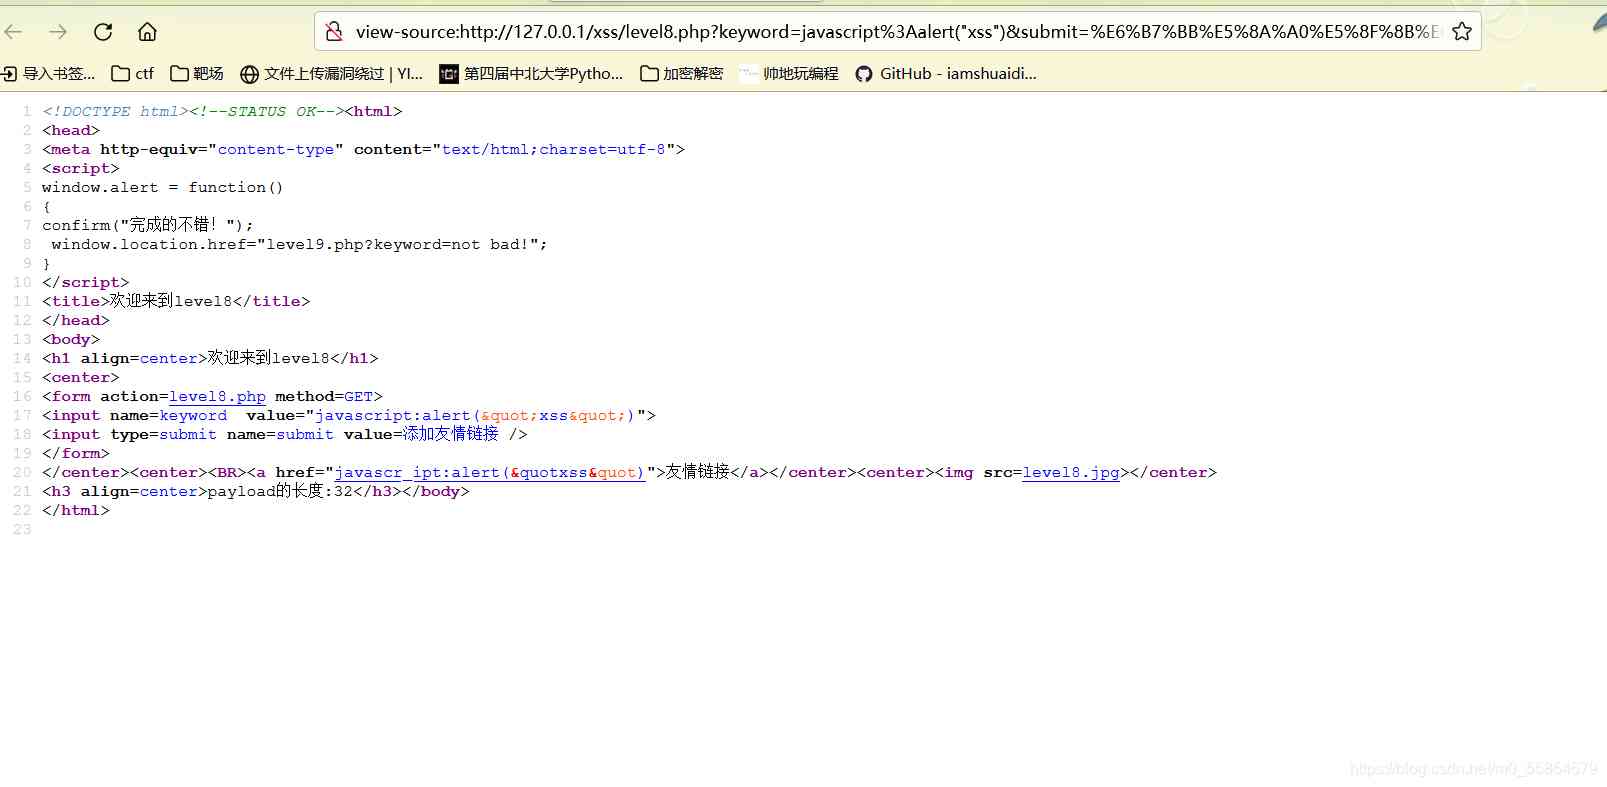 view-source:http://127.0.0.1/xss/level8.php?keyword=javascript%3Aalert("xss")&submit=%E6%B7%BB%E5%8A%A0%E5%8F%8B%E
导入书签... ctf 靶场 文件上传漏洞绕过 | YI... 第四届中北大学Pytho... 加密解密 帅地玩编程 GitHub - iamshuaidi...
1 <!DOCTYPE html><!--STATUS OK--><html>
2 <head>
3 <meta http-equiv="content-type" content="text/html;charset=utf-8">
4 <script>
5 window.alert = function()
6 {
7 confirm("完成的不错！");
8  window.location.href="level9.php?keyword=not bad!";
9 }
10 </script>
11 <title>欢迎来到level8</title>
12 </head>
13 <body>
14 <h1 align=center>欢迎来到level8</h1>
15 <center>
16 <form action=level8.php method=GET>
17 <input name=keyword  value="javascript:alert(&quot;xss&quot;)">
18 <input type=submit name=submit value=添加友情链接 />
19 </form>
20 </center><center><BR><a href="javascr_ipt:alert(&quotxss&quot)">友情链接</a></center><center><img src=level8.jpg></center>
21 <h3 align=center>payload的长度:32</h3></body>
22 </html>
23